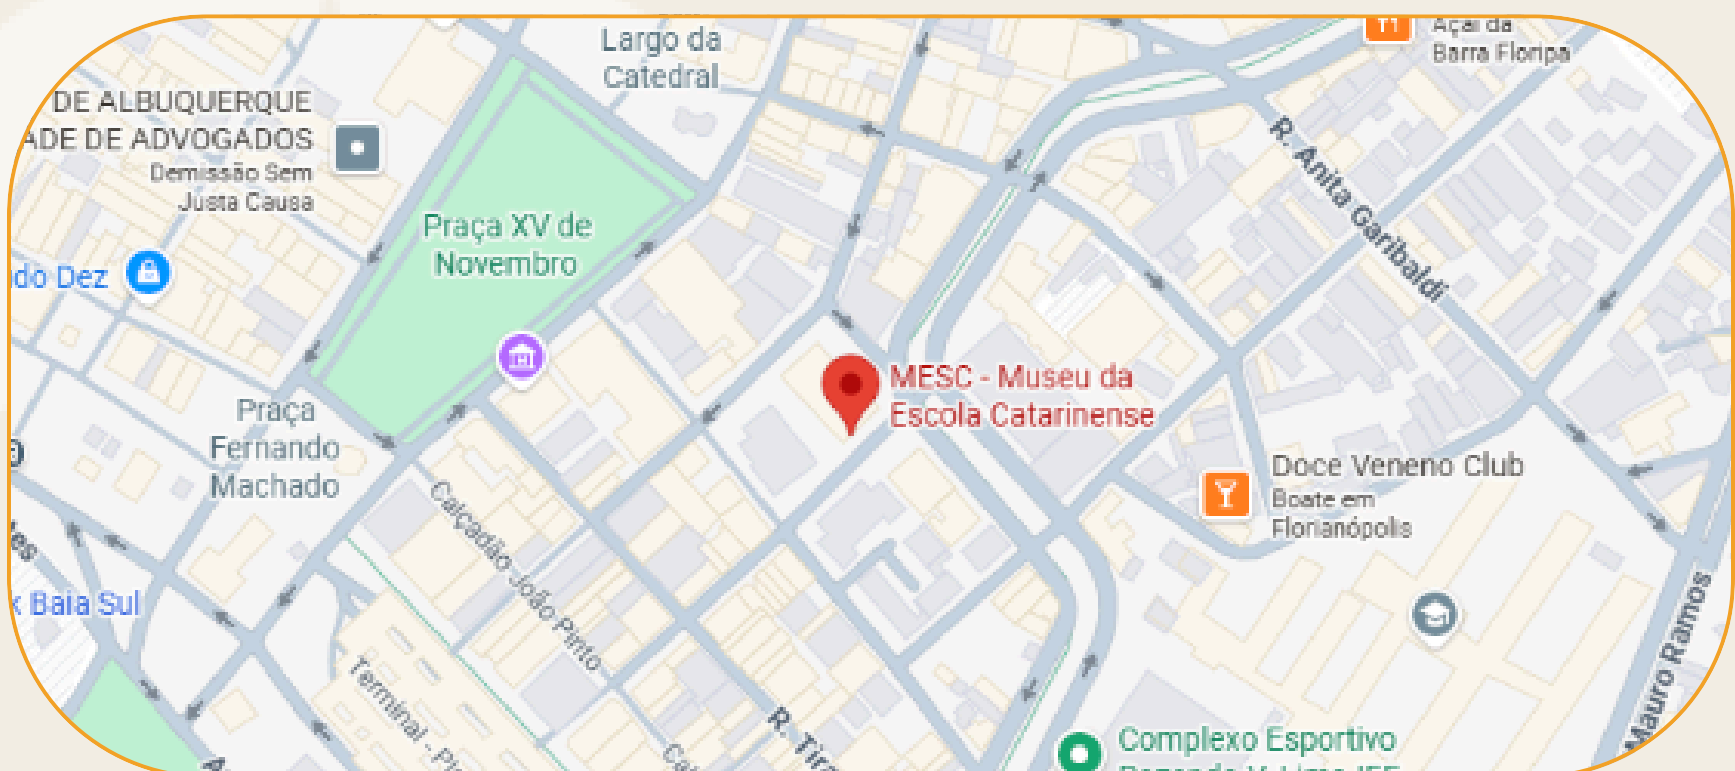 Largo da
Catedral
Açaí da
Barra Floripa
DE ALBUQUERQUE
ADE DE ADVOGADOS
Demissão Sem
Justa Causa
R. Anita Garibaldi
Praça XV de
Novembro
do Dez
MESC - Museu da
Escola Catarinense
Praça
Fernando
Machado
Doce Veneno Club
Boate em
Florianópolis
Calçadão João Pinto
Baia Sul
Terminal - 
R. Tira
Mauro Ramos
Complexo Esportivo